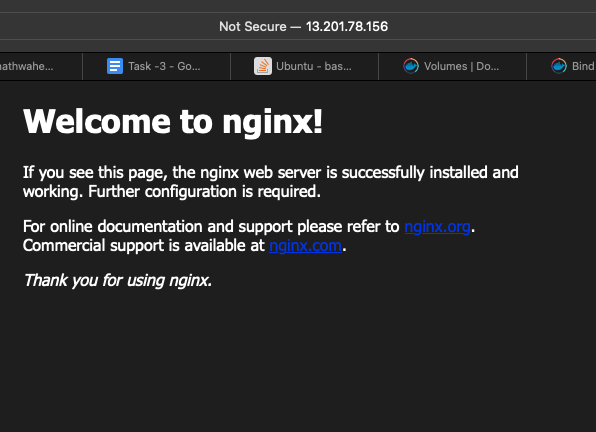 Not Secure — 13.201.78.156
athwahe...
Task -3 - Go...
Ubuntu - bas...
Volumes | Do...
Bind
Welcome to nginx!
If you see this page, the nginx web server is successfully installed and
working. Further configuration is required.
For online documentation and support please refer to nginx.org.
Commercial support is available at nginx.com.
Thank you for using nginx.